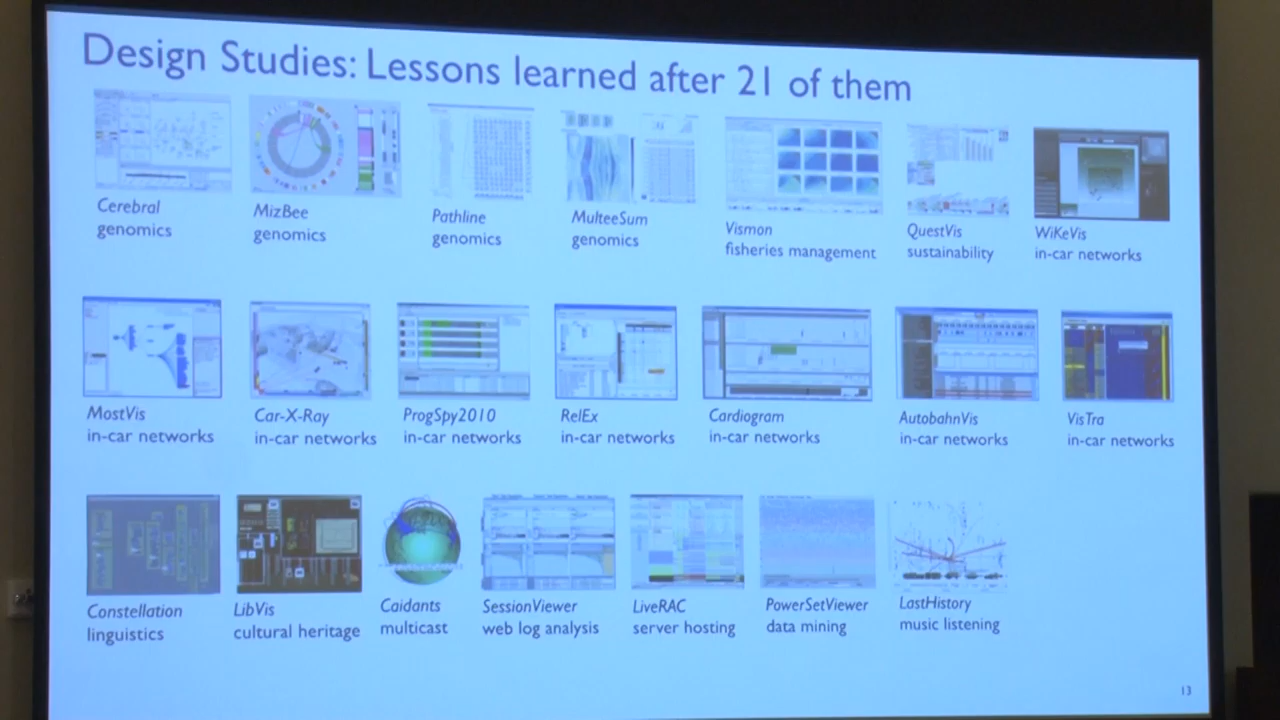 Design Studies: Lessons learned after 21 of them
Cerebral
genomics
MizBee
genomics
Pathline
genomics
MulteeSum
genomics
Vismon
fisheries management
QuestVis
sustainability
WiKeVis
in-car networks
MostVis
in-car networks
Car-X-Ray
in-car networks
ProgSpy2010
in-car networks
RelEx
in-car networks
Cardiogram
in-car networks
AutobahnVis
in-car networks
VisTra
in-car networks
Constellation
linguistics
LibVis
cultural heritage
Caidants
multicast
SessionViewer
web log analysis
LiveRAC
server hosting
PowerSetViewer
data mining
LastHistory
music listening
13